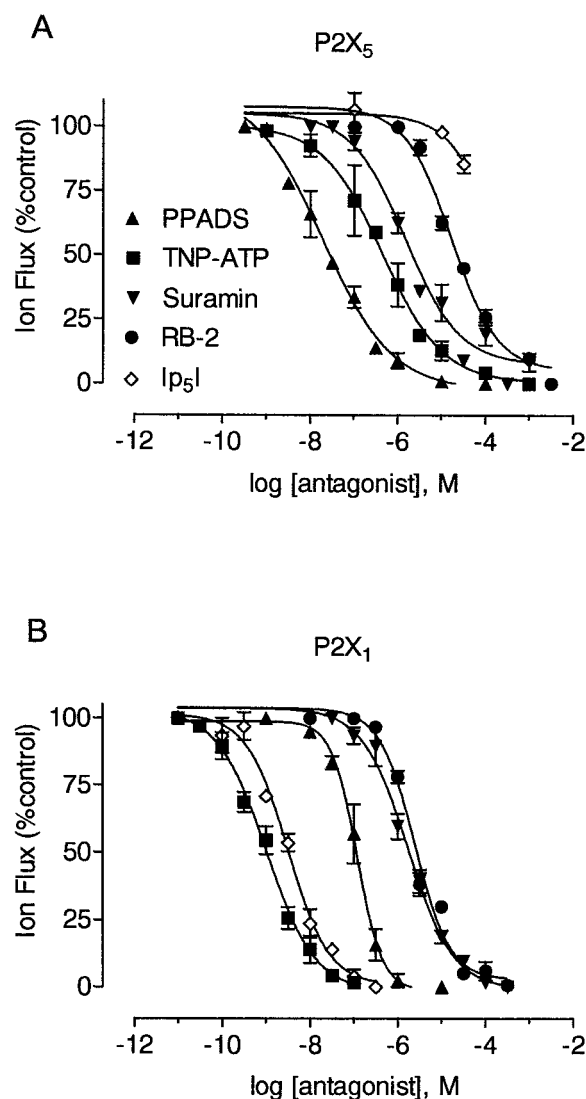 A
P2X5
Ion Flux (%control)
100
75
50
25
0
PPADS
TNP-ATP
Suramin
RB-2
Ip5I
-12
-10
-8
-6
-4
-2
log [antagonist], M
B
P2X1
Ion Flux (%control)
100
75
50
25
0
-12
-10
-8
-6
-4
-2
log [antagonist], M